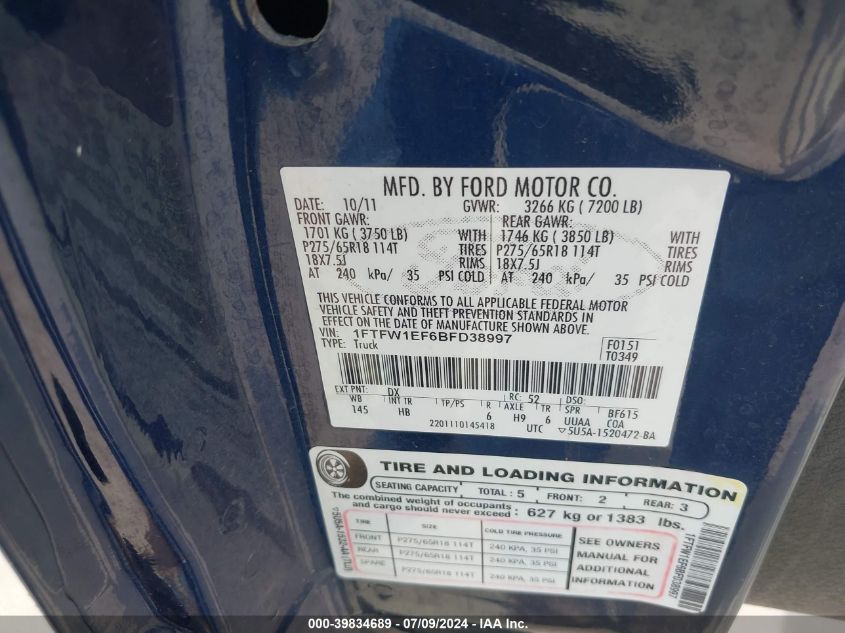 MFD. BY FORD MOTOR CO.
DATE: 10/11 GVWR: 3266 KG ( 7200 LB)
FRONT GAWR: REAR GAWR:
1701 KG ( 3750 LB) WITH 1746 KG ( 3850 LB) WITH
P275/65R18 114T TIRES P275/65R18 114T TIRES
18X7.5J RIMS 18X7.5J RIMS
AT 240 kPa/ 35 PSI COLD AT 240 kPa/ 35 PSI COLD
THIS VEHICLE CONFORMS TO ALL APPLICABLE FEDERAL MOTOR
VEHICLE SAFETY AND THEFT PREVENTION STANDARDS IN
EFFECT ON THE DATE OF MANUFACTURE SHOWN ABOVE.
VIN: 1FTFW1EF6BFD38997
TYPE: Truck
F0151
T0349
EXT PNT: DX RC: 52 DSO:
WB INT TR TP/PS R AXLE TR SPR BF615
145 HB 6 H9 6 UUAA COA
2201110145418 UTC ▽5U5A-1520472-BA
TIRE AND LOADING INFORMATION
SEATING CAPACITY TOTAL : 5 FRONT: 2 REAR: 3
The combined weight of occupants
and cargo should never exceed : 627 kg or 1383 lbs.
TIRE SIZE COLD TIRE PRESSURE
FRONT P275/65R18 114T 240 KPA, 35 PSI
REAR P275/65R18 114T 240 KPA, 35 PSI
SPARE P275/65R18 114T 240 KPA, 35 PSI
SEE OWNERS
MANUAL FOR
ADDITIONAL
INFORMATION
1FTFW1EF6BFD38997
000-39834689 - 07/09/2024 - IAAI.com